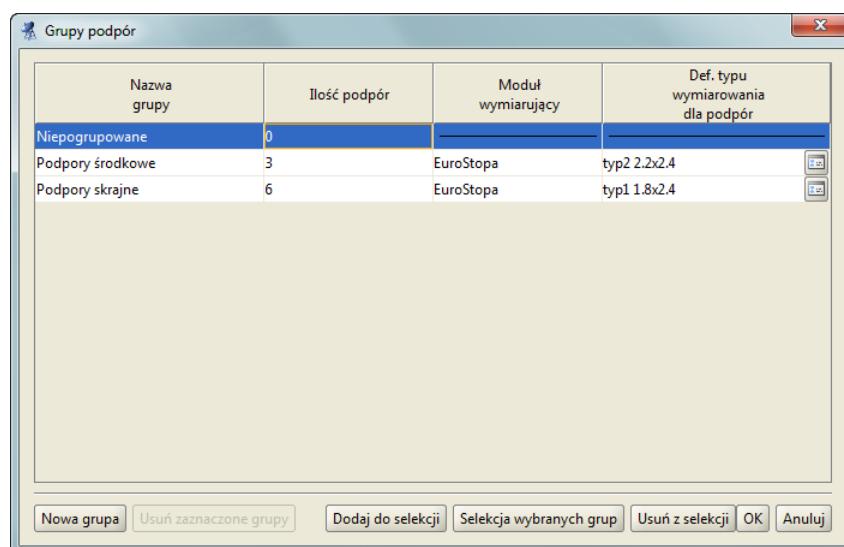 Grupy podpór
Nazwa grupy Ilość podpór Moduł wymiarujący Def. typu wymiarowania dla podpór
Niepogrupowane 0
Podpory środkowe 3 EuroStopa typ2 2.2x2.4
Podpory skrajne 6 EuroStopa typ1 1.8x2.4
Nowa grupa Usuń zaznaczone grupy Dodaj do selekcji Selekcja wybranych grup Usuń z selekcji OK Anuluj